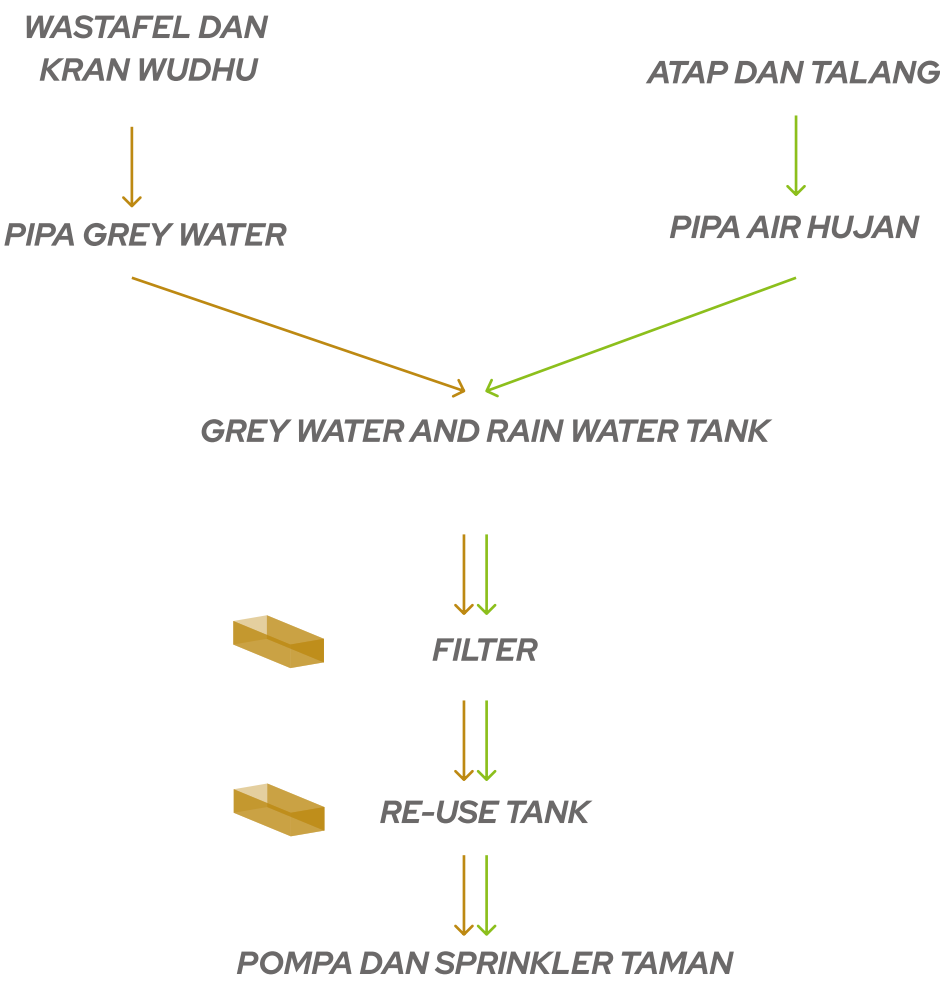 WASTAFEL DAN
KRAN WUDHU
ATAP DAN TALANG
PIPA GREY WATER
PIPA AIR HUJAN
GREY WATER AND RAIN WATER TANK
FILTER
RE-USE TANK
POMPA DAN SPRINKLER TAMAN